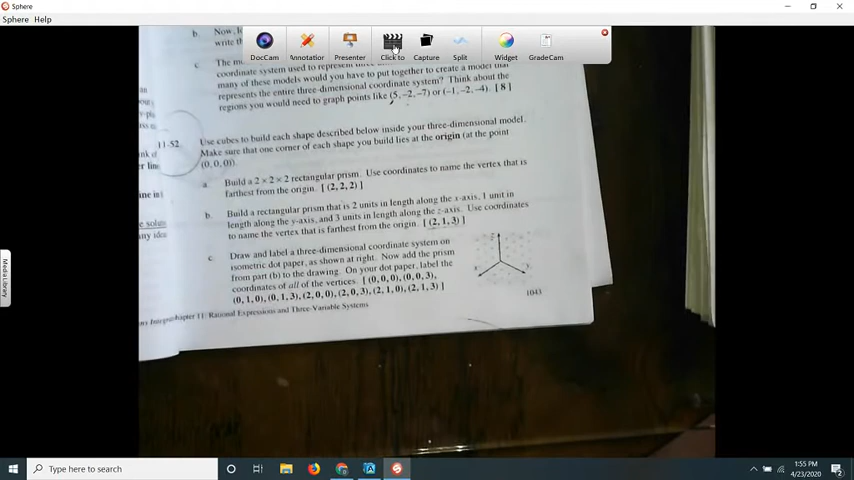 Sphere
Sphere Help
DocCam Annotation Presenter Click to Capture Split Widget GradeCam
b. Now,
write th
c. The
coordinate system used to represent
many of these models would you have to put together to create a model that
represents the entire three-dimensional coordinate system? Think about the
regions you would need to graph points like (5, –2, –7) or (–1, –2, –4). [ 8 ]
11-52. Use cubes to build each shape described below inside your three-dimensional model.
Make sure that one corner of each shape you build lies at the origin (at the point
(0, 0, 0)).
a. Build a 2 × 2 × 2 rectangular prism. Use coordinates to name the vertex that is
farthest from the origin. [ (2, 2, 2) ]
b. Build a rectangular prism that is 2 units in length along the x-axis, 1 unit in
length along the y-axis, and 3 units in length along the z-axis. Use coordinates
to name the vertex that is farthest from the origin. [ (2, 1, 3) ]
c. Draw and label a three-dimensional coordinate system on
isometric dot paper, as shown at right. Now add the prism
from part (b) to the drawing. On your dot paper, label the
coordinates of all of the vertices. [ (0, 0, 0), (0, 0, 3),
(0, 1, 0), (0, 1, 3), (2, 0, 0), (2, 0, 3), (2, 1, 0), (2, 1, 3) ]
Chapter 11: Rational Expressions and Three-Variable Systems
1043
Media Library
Type here to search
1:55 PM
4/23/2020